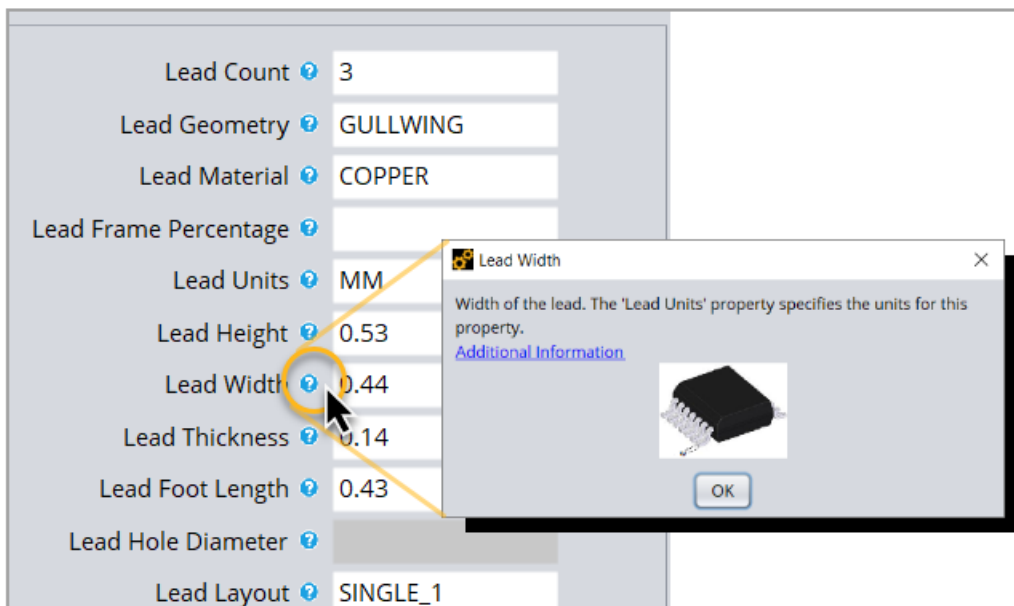 Lead Count ? 3
Lead Geometry ? GULLWING
Lead Material ? COPPER
Lead Frame Percentage ?
Lead Units ? MM
Lead Height ? 0.53
Lead Width ? 0.44
Lead Thickness ? 0.14
Lead Foot Length ? 0.43
Lead Hole Diameter ?
Lead Layout ? SINGLE_1
Lead Width
Width of the lead. The 'Lead Units' property specifies the units for this
property.
Additional Information
OK